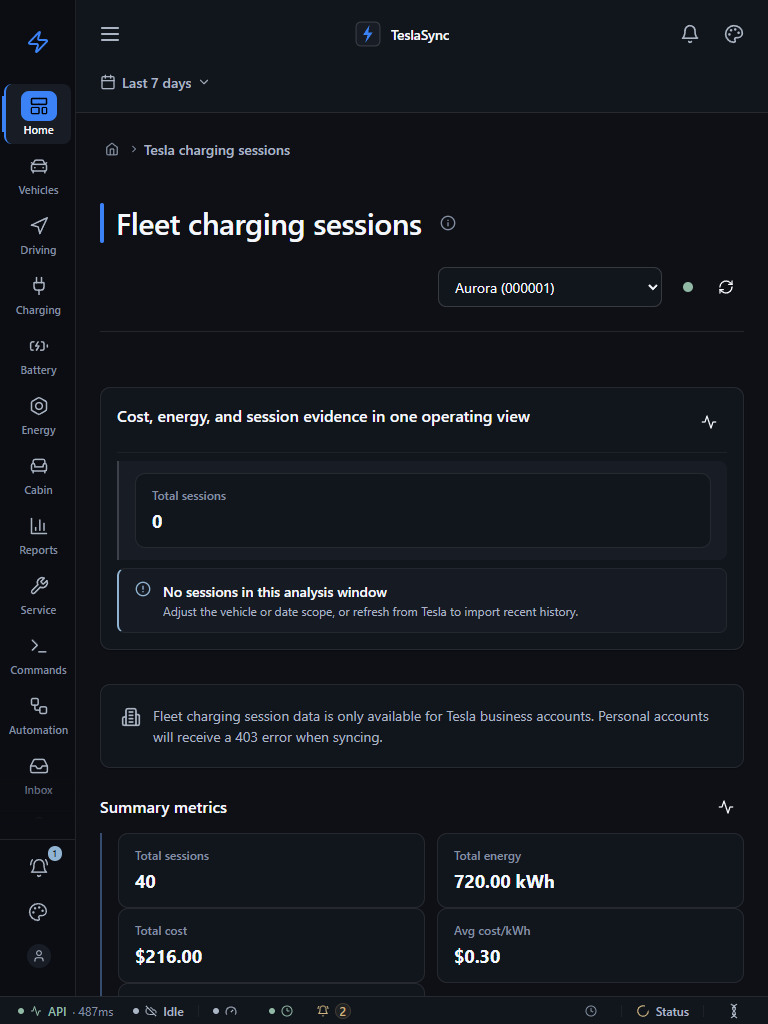 TeslaSync
Last 7 days
Home
Vehicles
Driving
Charging
Battery
Energy
Cabin
Reports
Service
Commands
Automation
Inbox
1
Tesla charging sessions
Fleet charging sessions
Aurora (000001)
Cost, energy, and session evidence in one operating view
Total sessions
0
No sessions in this analysis window
Adjust the vehicle or date scope, or refresh from Tesla to import recent history.
Fleet charging session data is only available for Tesla business accounts. Personal accounts
will receive a 403 error when syncing.
Summary metrics
Total sessions
40
Total energy
720.00 kWh
Total cost
$216.00
Avg cost/kWh
$0.30
API · 487ms
Idle
2
Status